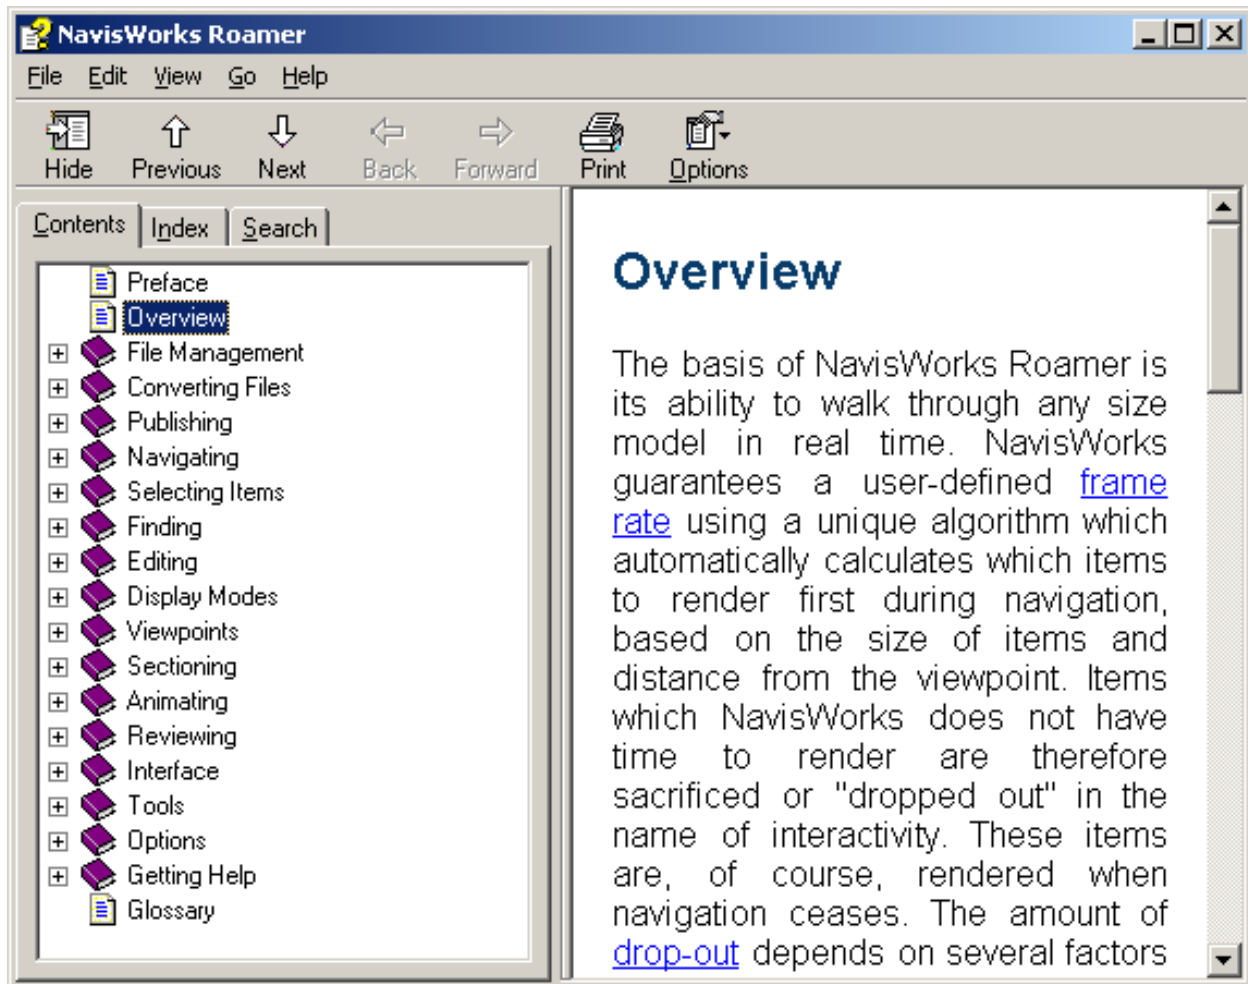 NavisWorks Roamer
File Edit View Go Help
Hide Previous Next Back Forward Print Options
Contents Index Search
Preface
Overview
File Management
Converting Files
Publishing
Navigating
Selecting Items
Finding
Editing
Display Modes
Viewpoints
Sectioning
Animating
Reviewing
Interface
Tools
Options
Getting Help
Glossary
Overview
The basis of NavisWorks Roamer is
its ability to walk through any size
model in real time. NavisWorks
guarantees a user-defined frame
rate using a unique algorithm which
automatically calculates which items
to render first during navigation,
based on the size of items and
distance from the viewpoint. Items
which NavisWorks does not have
time to render are therefore
sacrificed or "dropped out" in the
name of interactivity. These items
are, of course, rendered when
navigation ceases. The amount of
drop-out depends on several factors